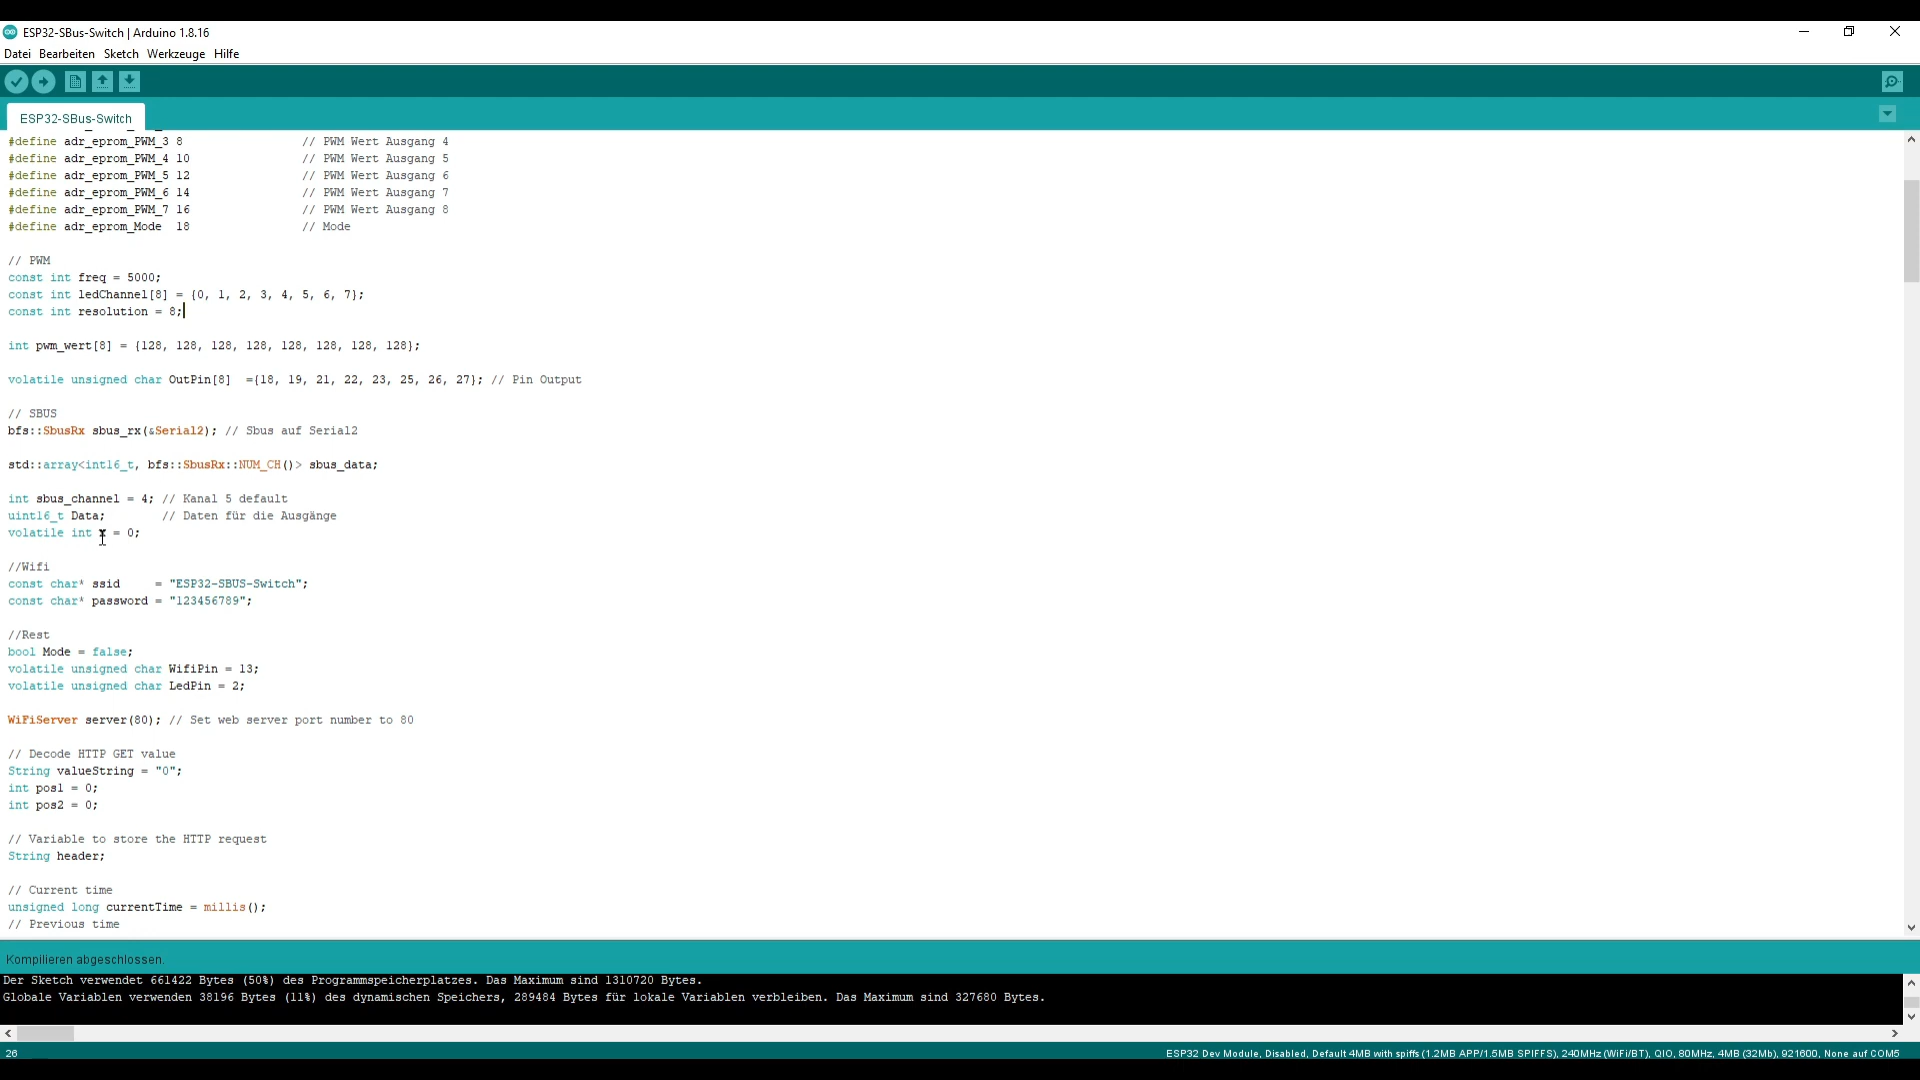 ESP32-SBus-Switch | Arduino 1.8.16
Datei Bearbeiten Sketch Werkzeuge Hilfe
ESP32-SBus-Switch
#define adr_eprom_PWM_3 8 // PWM Wert Ausgang 4
#define adr_eprom_PWM_4 10 // PWM Wert Ausgang 5
#define adr_eprom_PWM_5 12 // PWM Wert Ausgang 6
#define adr_eprom_PWM_6 14 // PWM Wert Ausgang 7
#define adr_eprom_PWM_7 16 // PWM Wert Ausgang 8
#define adr_eprom_Mode 18 // Mode
// PWM
const int freq = 5000;
const int ledChannel[8] = {0, 1, 2, 3, 4, 5, 6, 7};
const int resolution = 8;
int pwm_wert[8] = {128, 128, 128, 128, 128, 128, 128, 128};
volatile unsigned char OutPin[8] ={18, 19, 21, 22, 23, 25, 26, 27}; // Pin Output
// SBUS
bfs::SbusRx sbus_rx(&Serial2); // Sbus auf Serial2
std::array<int16_t, bfs::SbusRx::NUM_CH()> sbus_data;
int sbus_channel = 4; // Kanal 5 default
uint16_t Data; // Daten für die Ausgänge
volatile int = 0;
//Wifi
const char* ssid = "ESP32-SBUS-Switch";
const char* password = "123456789";
//Rest
bool Mode = false;
volatile unsigned char WifiPin = 13;
volatile unsigned char LedPin = 2;
WiFiServer server(80); // Set web server port number to 80
// Decode HTTP GET value
String valueString = "0";
int pos1 = 0;
int pos2 = 0;
// Variable to store the HTTP request
String header;
// Current time
unsigned long currentTime = millis();
// Previous time
Kompilieren abgeschlossen.
Der Sketch verwendet 661422 Bytes (50%) des Programmspeicherplatzes. Das Maximum sind 1310720 Bytes.
Globale Variablen verwenden 38196 Bytes (11%) des dynamischen Speichers, 289484 Bytes für lokale Variablen verbleiben. Das Maximum sind 327680 Bytes.
26 ESP32 Dev Module, Disabled, Default 4MB with spiffs (1.2MB APP/1.5MB SPIFFS), 240MHz (WiFi/BT), QIO, 80MHz, 4MB (32Mb), 921600, None auf COM5